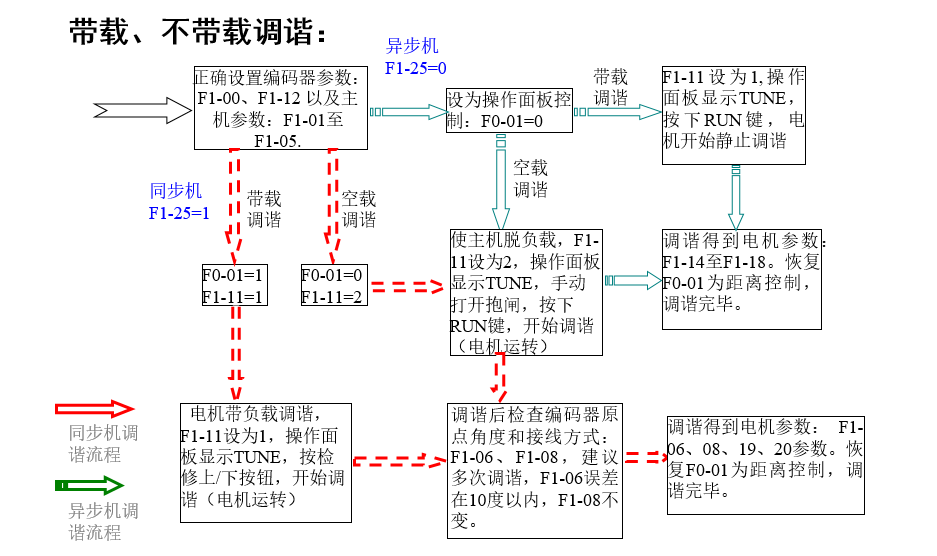 带载、不带载调谐：
异步机
F1-25=0
正确设置编码器参数：
F1-00、F1-12 以及主
机参数：F1-01至
F1-05.
设为操作面板控
制：F0-01=0
带载
调谐
F1-11设为1,操作
面板显示TUNE，
按下RUN键，电
机开始静止调谐
同步机
F1-25=1
带载
调谐
空载
调谐
空载
调谐
F0-01=1
F1-11=1
F0-01=0
F1-11=2
使主机脱负载，F1-
11设为2，操作面板
显示TUNE，手动
打开抱闸，按下
RUN键，开始调谐
（电机运转）
调谐得到电机参数：
F1-14至F1-18。恢复
F0-01为距离控制，
调谐完毕。
同步机调
谐流程
异步机调
谐流程
电机带负载调谐，
F1-11设为1，操作面
板显示TUNE，按检
修上/下按钮，开始调
谐（电机运转）
调谐后检查编码器原
点角度和接线方式：
F1-06、F1-08，建议
多次调谐，F1-06误差
在10度以内，F1-08不
变。
调谐得到电机参数： F1-
06、08、19、20参数。恢
复F0-01为距离控制，调
谐完毕。